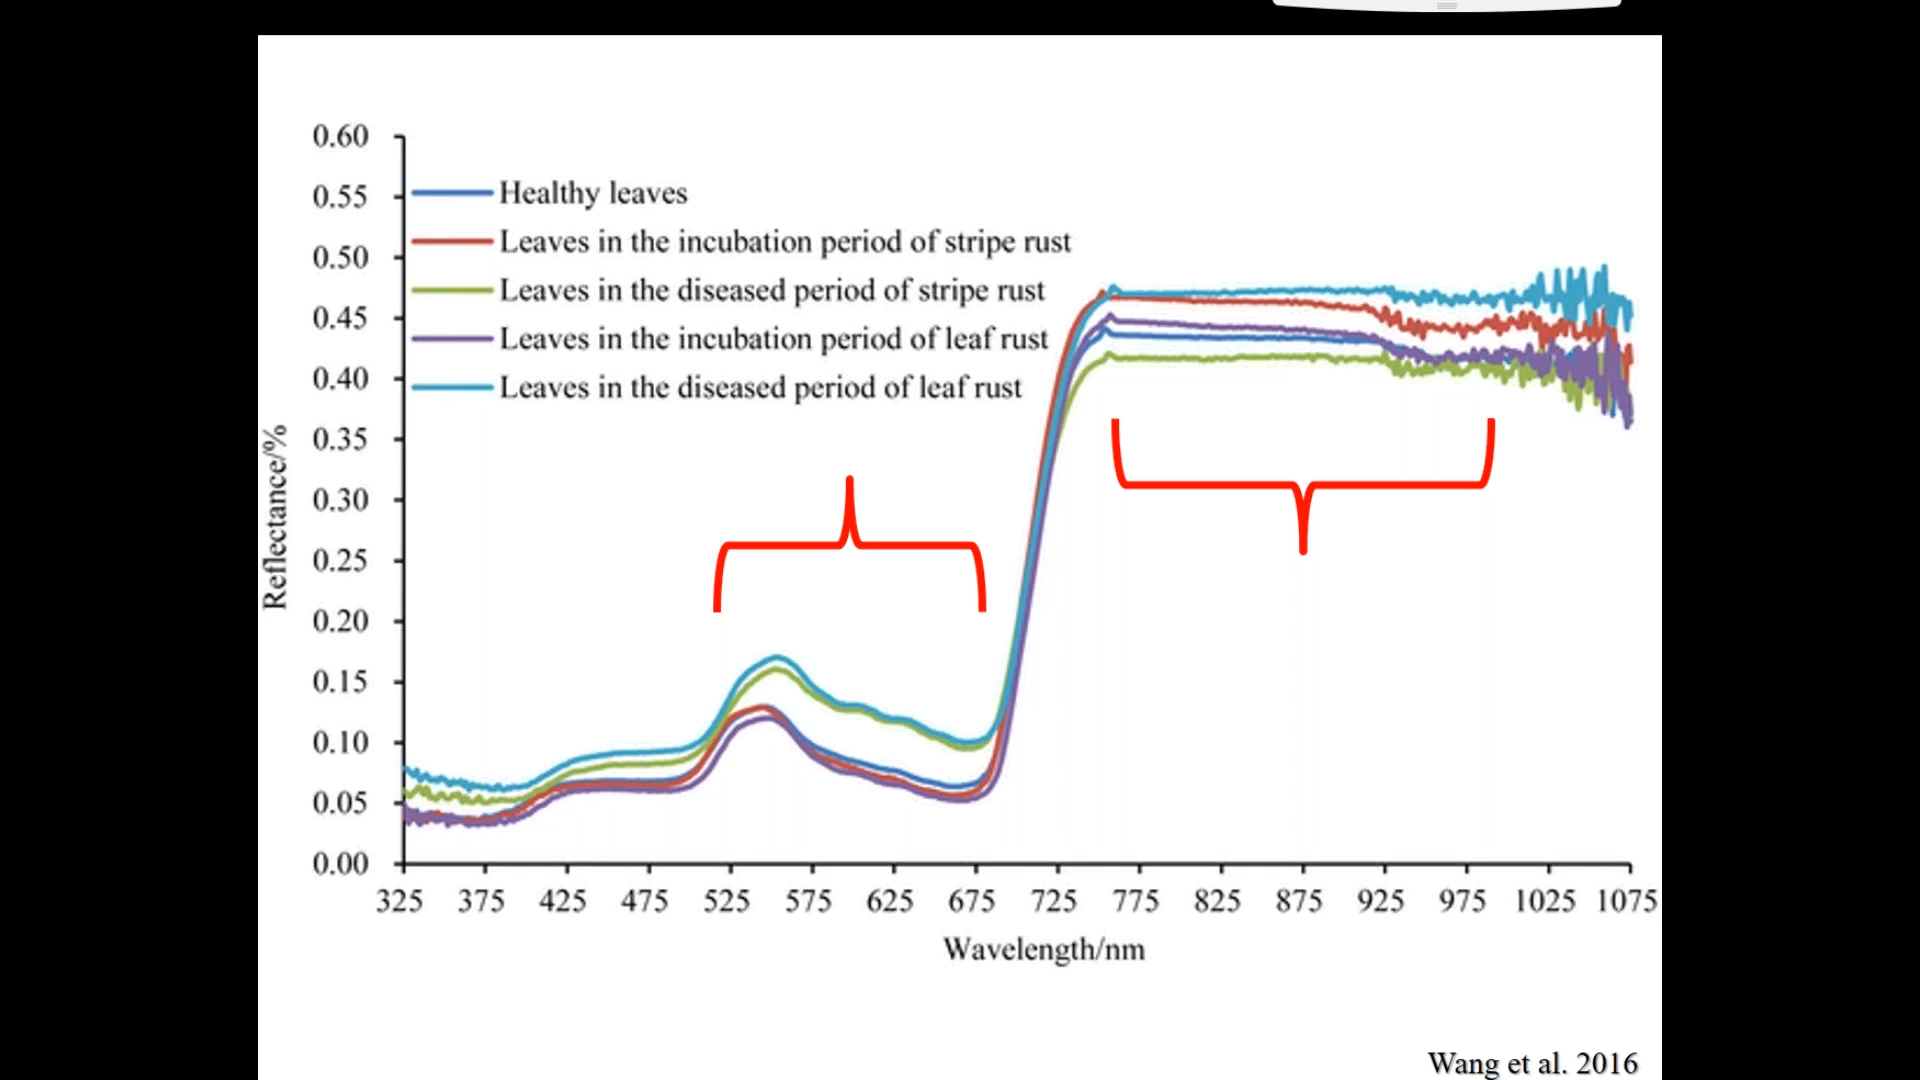 0.60
0.55
0.50
0.45
0.40
0.35
0.30
0.25
0.20
0.15
0.10
0.05
0.00
Reflectance/%
Healthy leaves
Leaves in the incubation period of stripe rust
Leaves in the diseased period of stripe rust
Leaves in the incubation period of leaf rust
Leaves in the diseased period of leaf rust
325 375 425 475 525 575 625 675 725 775 825 875 925 975 1025 1075
Wavelength/nm
Wang et al. 2016